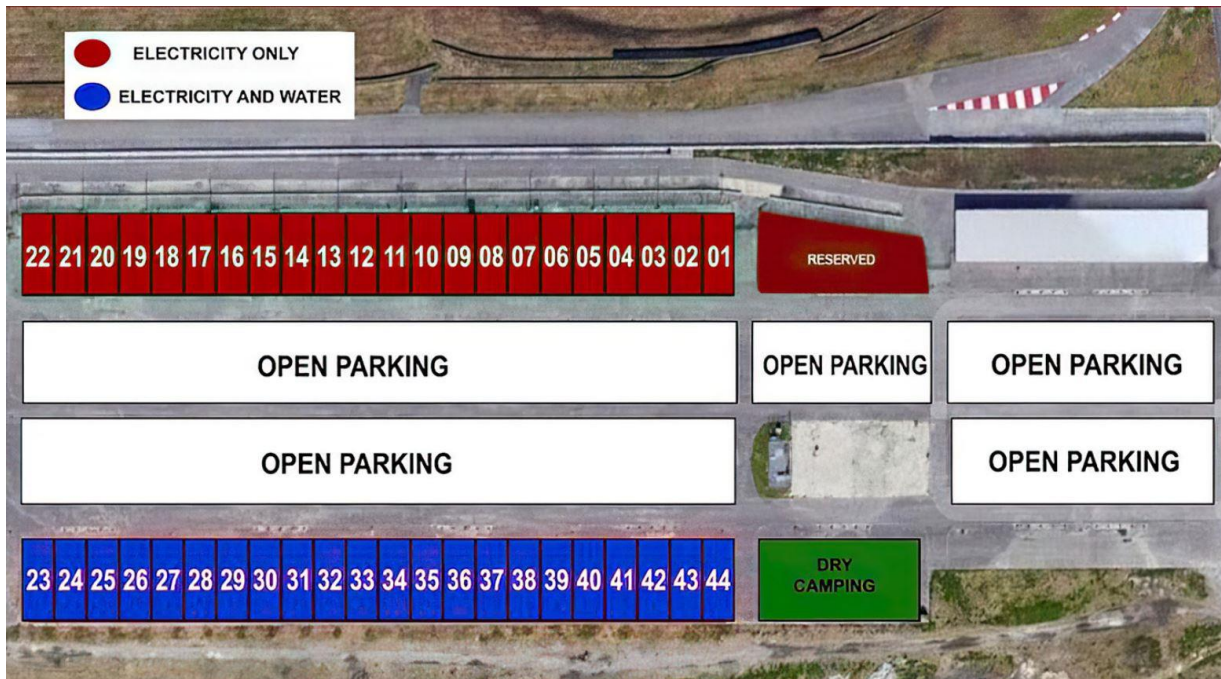 ELECTRICITY ONLY
ELECTRICITY AND WATER
22 21 20 19 18 17 16 15 14 13 12 11 10 09 08 07 06 05 04 03 02 01
RESERVED
OPEN PARKING
OPEN PARKING
OPEN PARKING
OPEN PARKING
OPEN PARKING
23 24 25 26 27 28 29 30 31 32 33 34 35 36 37 38 39 40 41 42 43 44
DRY
CAMPING